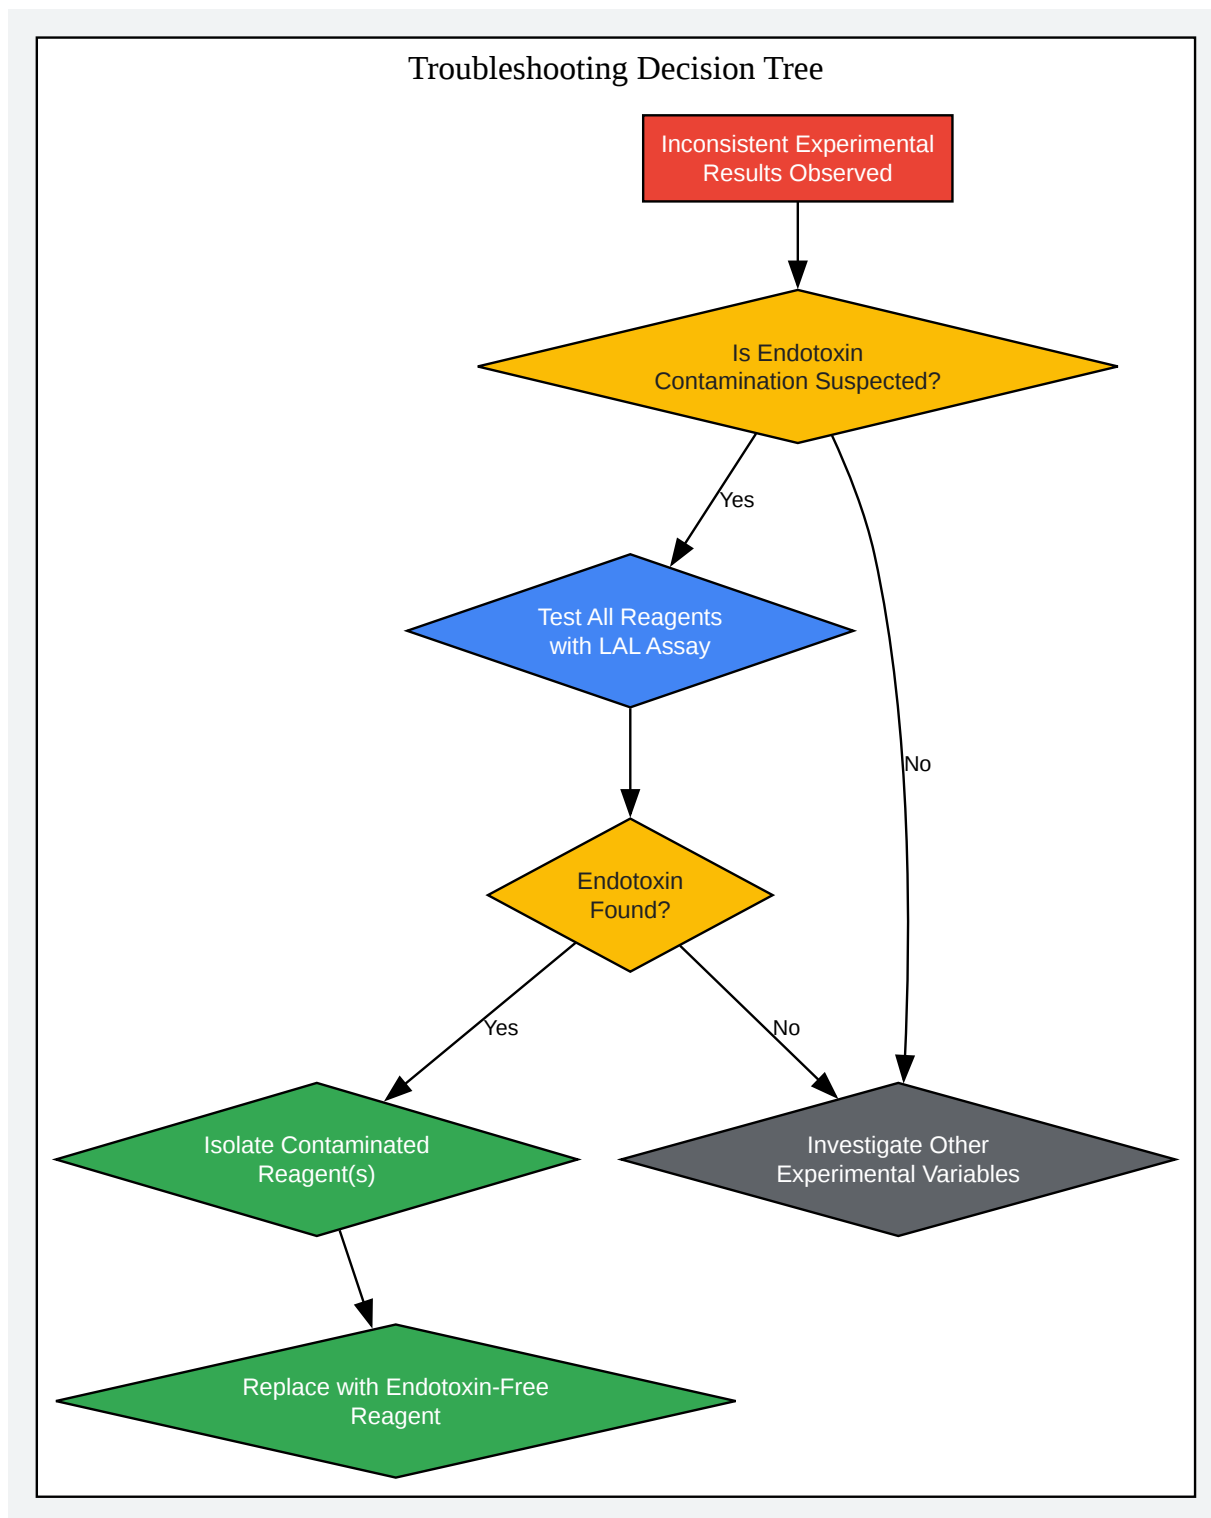 Troubleshooting Decision Tree
Inconsistent Experimental
Results Observed
Is Endotoxin
Contamination Suspected?
Yes
Test All Reagents
with LAL Assay
No
Endotoxin
Found?
Yes
No
Isolate Contaminated
Reagent(s)
Investigate Other
Experimental Variables
Replace with Endotoxin-Free
Reagent